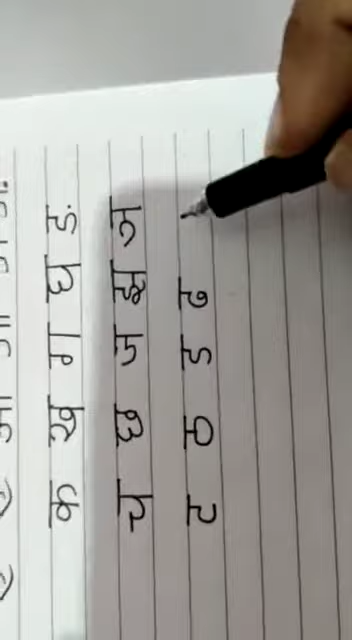 क ख ग घ ङ
च छ ज झ ञ
ट ठ ड ढ